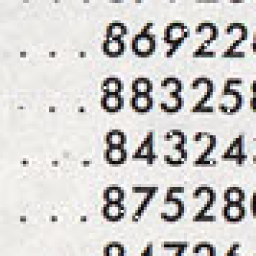 . . . 86922
. . . 88325
. . . 84324
. . . 87528